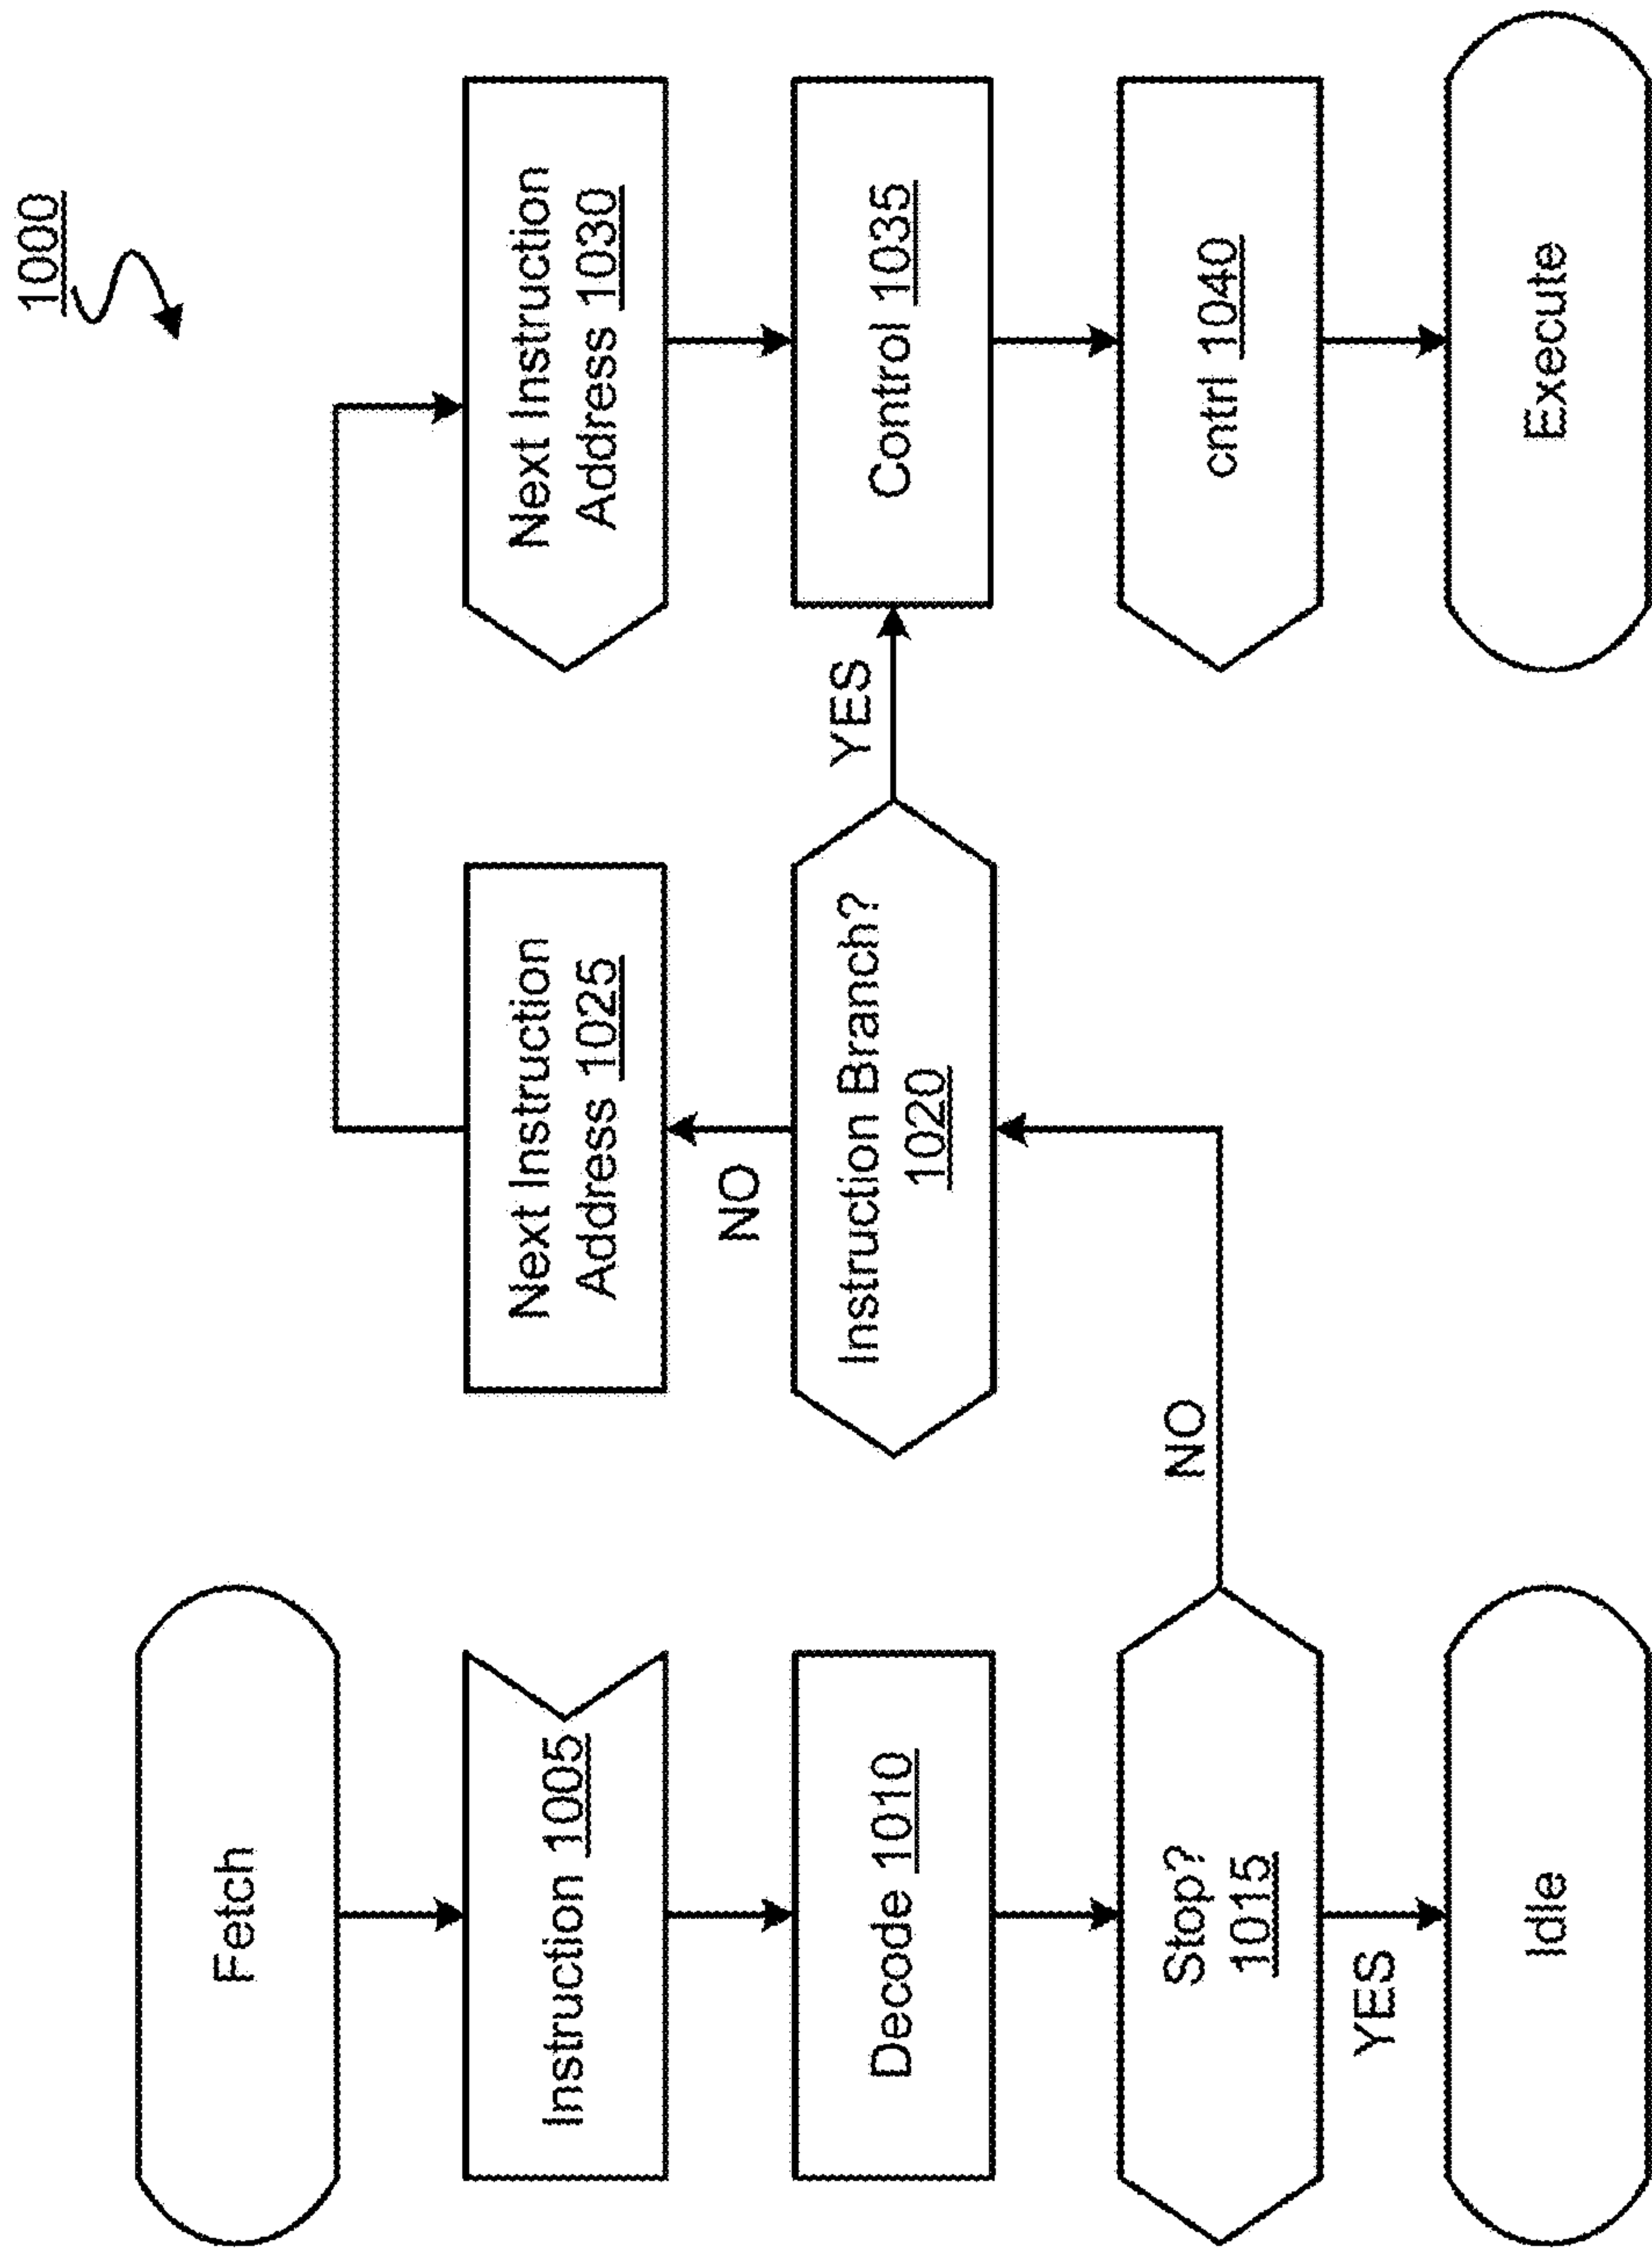 1000
Fetch
Instruction 1005
Decode 1010
Stop?
1015
YES
Idle
NO
Instruction Branch?
1020
NO
Next Instruction
Address 1025
YES
Next Instruction
Address 1030
Control 1035
cntrl 1040
Execute